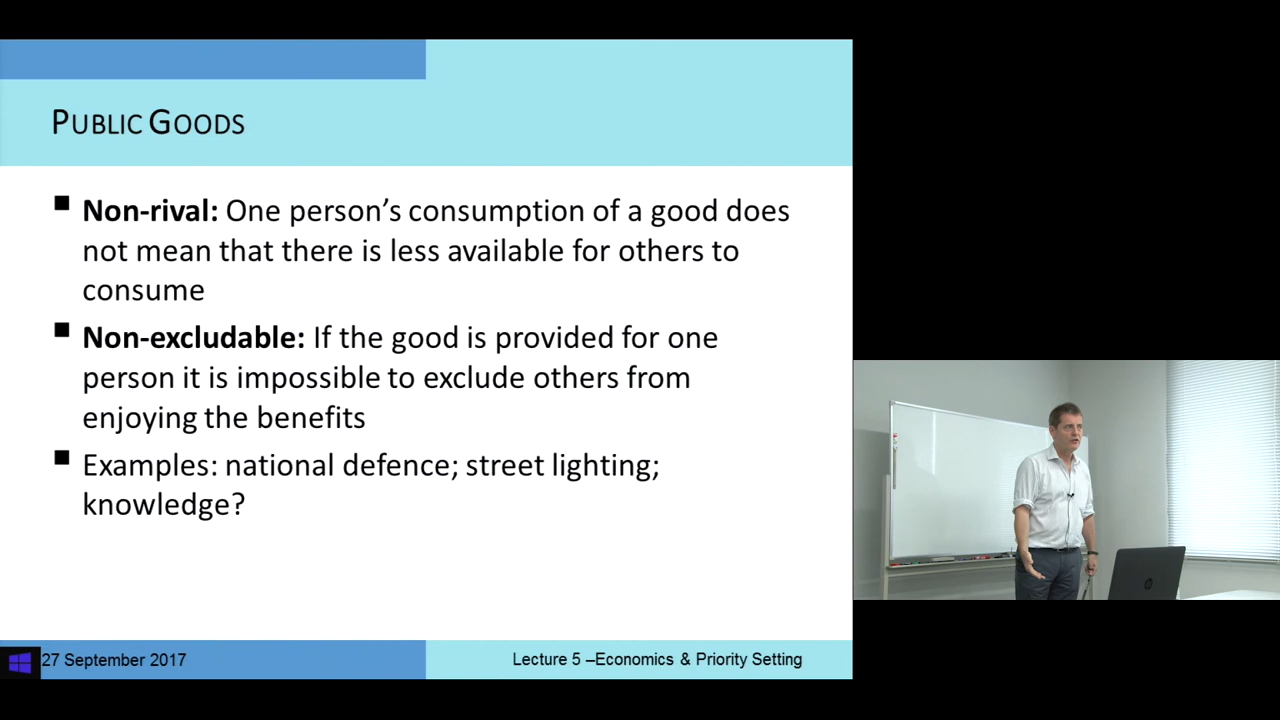 PUBLIC GOODS
▪ Non-rival: One person’s consumption of a good does
not mean that there is less available for others to
consume
▪ Non-excludable: If the good is provided for one
person it is impossible to exclude others from
enjoying the benefits
▪ Examples: national defence; street lighting;
knowledge?
27 September 2017
Lecture 5 –Economics & Priority Setting